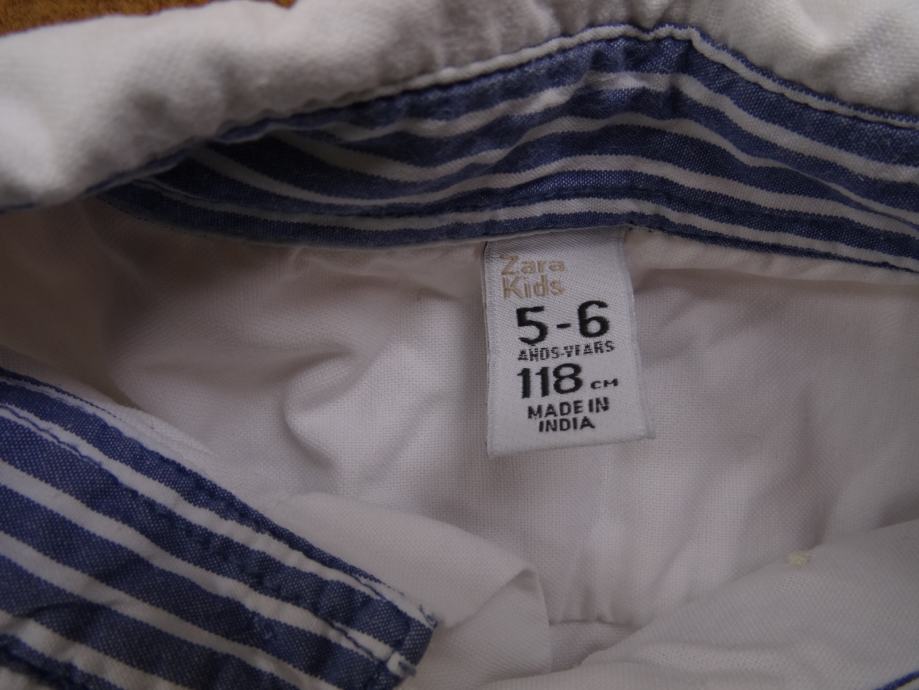 Zara
Kids
5-6
AÑOS-YEARS
118 CM
MADE IN
INDIA